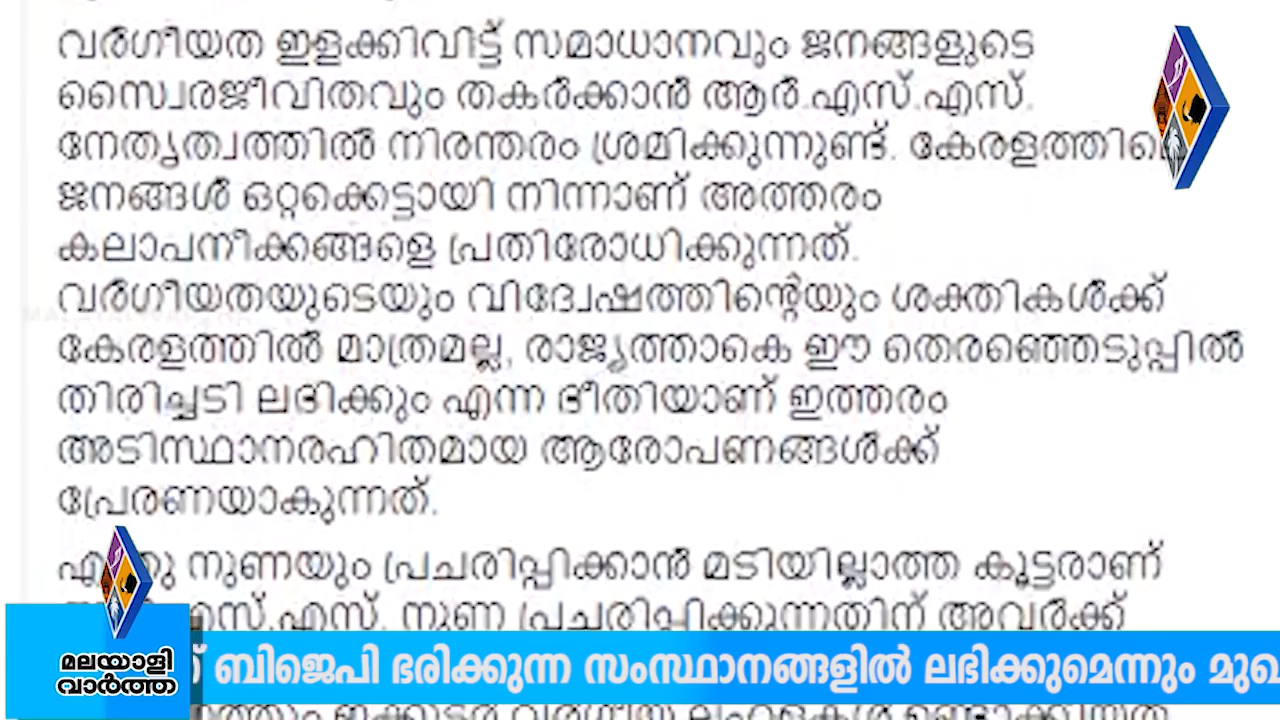 വർഗീയത ഇളക്കിവിട്ട് സമാധാനവും ജനങ്ങളുടെ
സ്വൈരജീവിതവും തകർക്കാൻ ആർ.എസ്.എസ്.
നേതൃത്വത്തിൽ നിരന്തരം ശ്രമിക്കുന്നുണ്ട്. കേരളത്തിലെ
ജനങ്ങൾ ഒറ്റക്കെട്ടായി നിന്നാണ് അത്തരം
കലാപനീക്കങ്ങളെ പ്രതിരോധിക്കുന്നത്.
വർഗീയതയുടെയും വിദ്വേഷത്തിന്റെയും ശക്തികൾക്ക്
കേരളത്തിൽ മാത്രമല്ല, രാജ്യത്താകെ ഈ തെരഞ്ഞെടുപ്പിൽ
തിരിച്ചടി ലഭിക്കും എന്ന ഭീതിയാണ് ഇത്തരം
അടിസ്ഥാനരഹിതമായ ആരോപണങ്ങൾക്ക്
പ്രേരണയാകുന്നത്.
നുണയും പ്രചരിപ്പിക്കാൻ മടിയില്ലാത്ത കൂട്ടരാണ്
നുണ പ്രചരിപ്പിക്കുന്നതിന് അവർക്ക്
ബിജെപി ഭരിക്കുന്ന സംസ്ഥാനങ്ങളിൽ ലഭിക്കുമെന്നും
മലയാളി
വാർത്ത